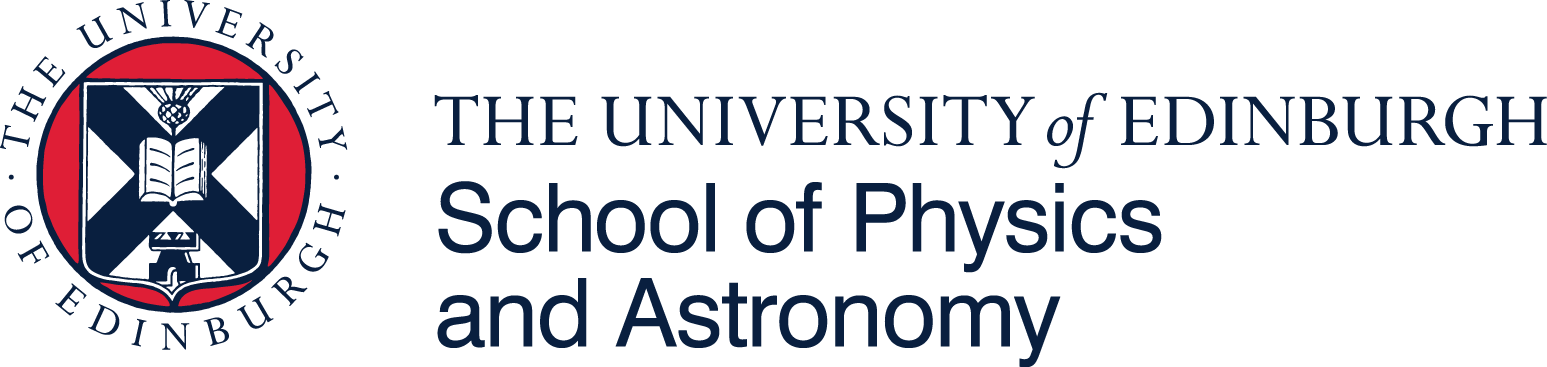 THE UNIVERSITY
OF EDINBURGH
THE UNIVERSITY of EDINBURGH
School of Physics
and Astronomy